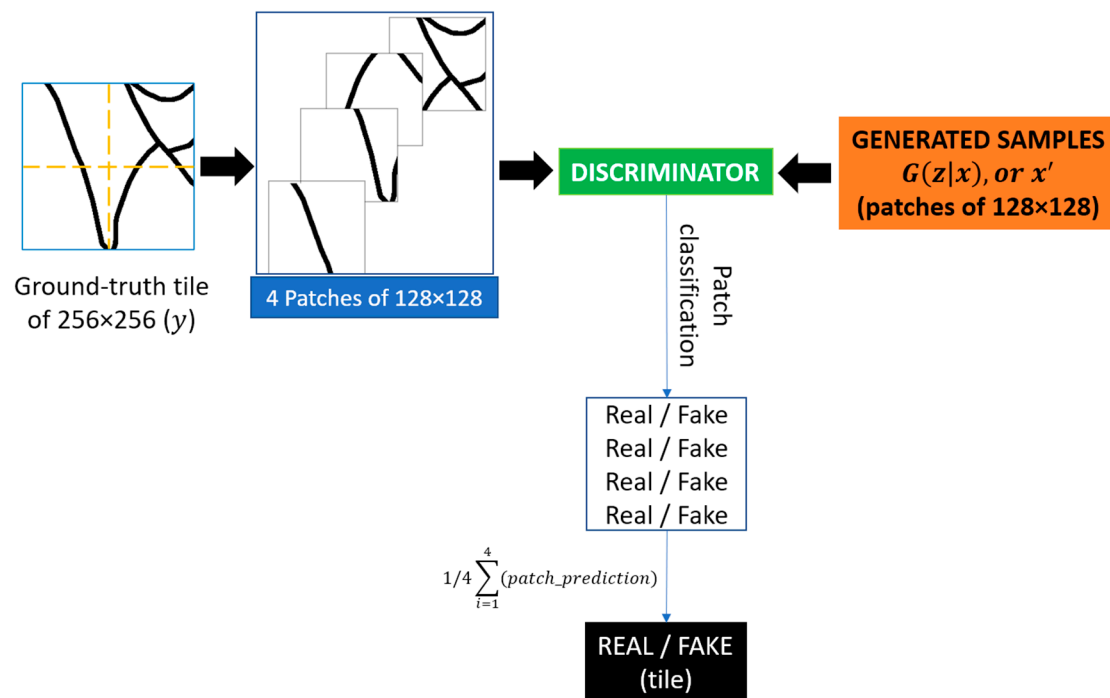 Ground-truth tile
of 256×256 (𝑦)
4 Patches of 128×128
DISCRIMINATOR
GENERATED SAMPLES
𝑮(𝒛|𝒙), 𝒐𝒓 𝒙′
(patches of 128×128)
Patch
classification
Real / Fake
Real / Fake
Real / Fake
Real / Fake
1/4 ∑_{i=1}^{4} (patch_prediction)
REAL / FAKE
(tile)